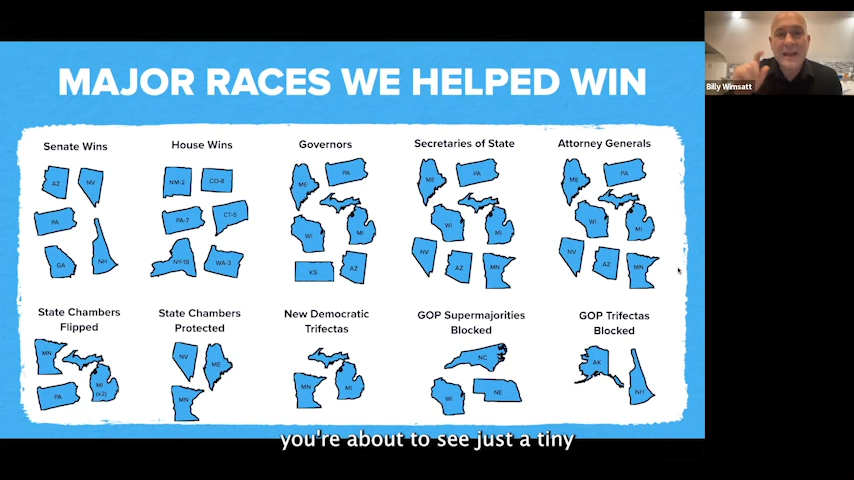 MAJOR RACES WE HELPED WIN
Billy Wimsatt
Senate Wins
House Wins
Governors
Secretaries of State
Attorney Generals
AZ
NV
PA
GA
NH
NM-2
CO-8
PA-7
CT-5
NY-18
WA-3
ME
PA
WI
MI
KS
AZ
ME
PA
WI
MI
NV
AZ
MN
ME
PA
WI
MI
NV
AZ
MN
State Chambers
Flipped
State Chambers
Protected
New Democratic
Trifectas
GOP Supermajorities
Blocked
GOP Trifectas
Blocked
MN
PA
MI
(x2)
NV
ME
MN
MN
MI
NC
WI
NE
AK
NH
you're about to see just a tiny